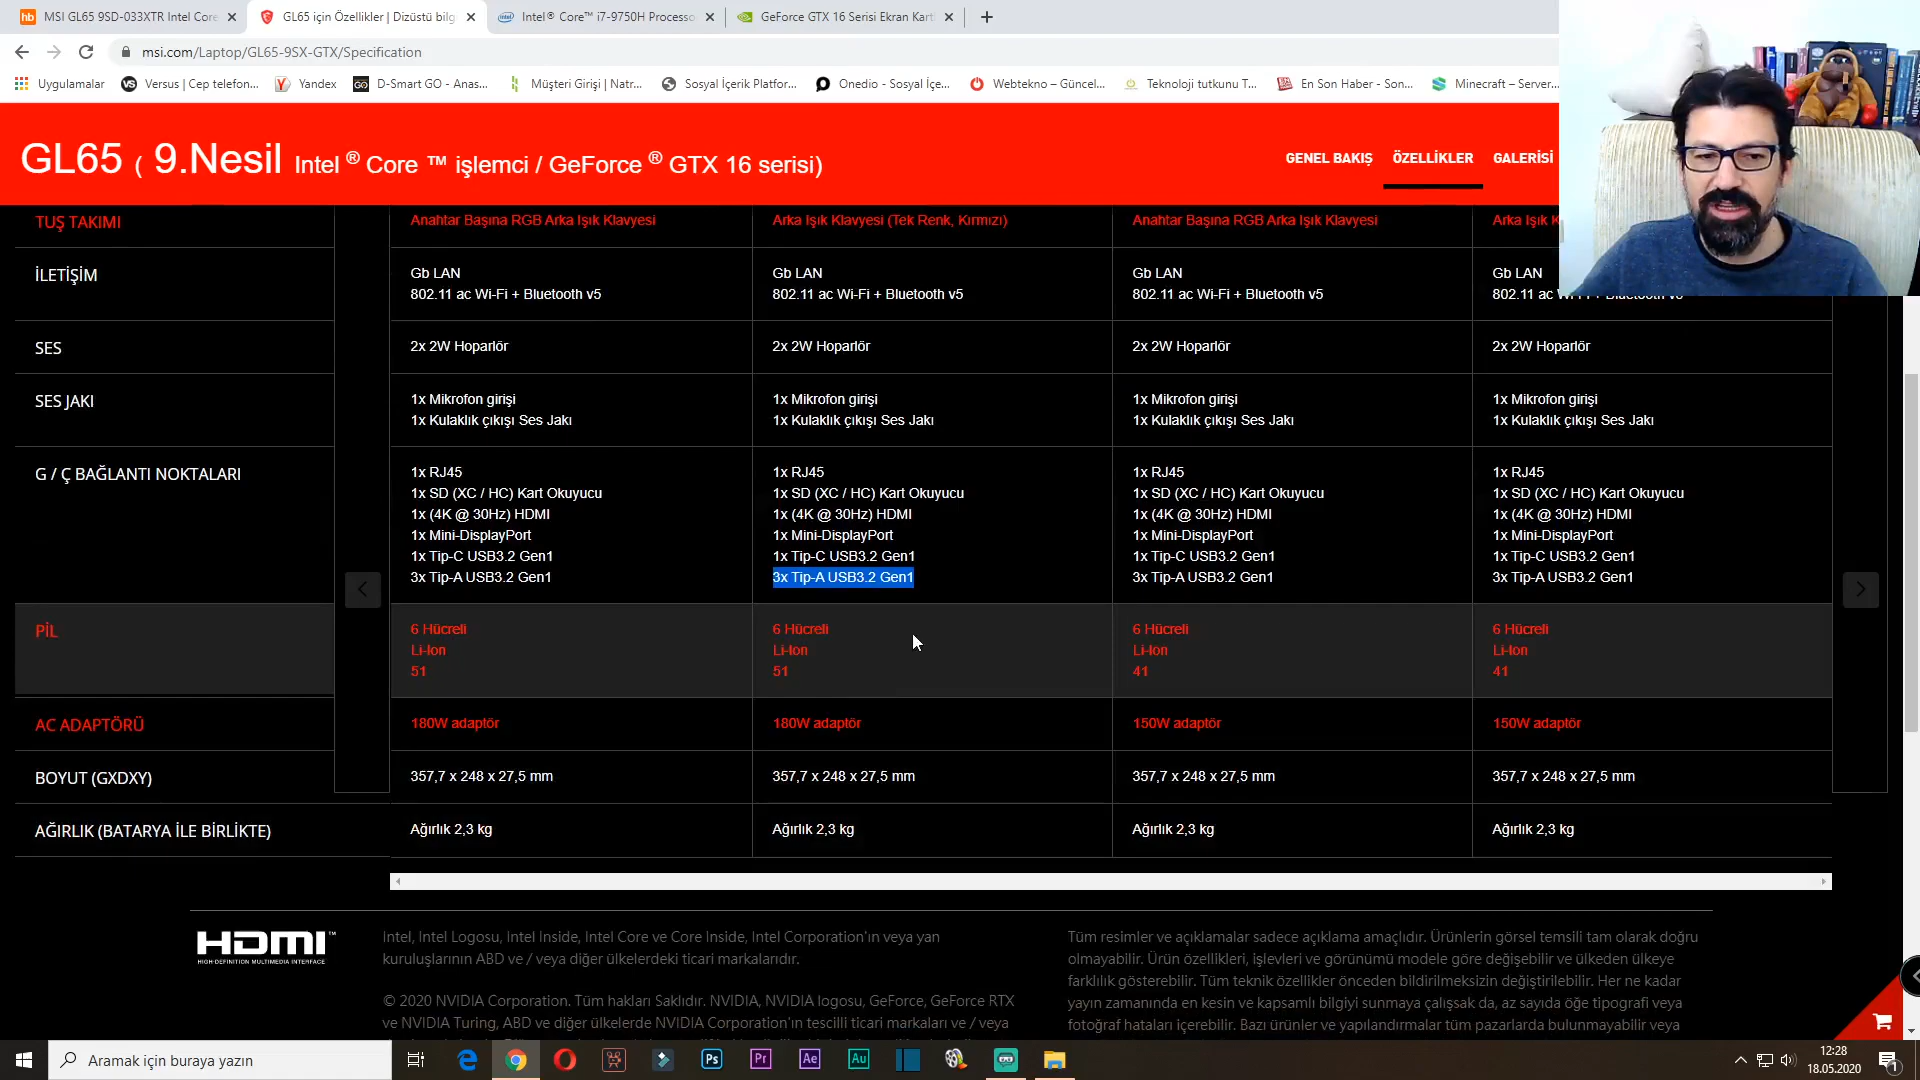 MSI GL65 9SD-033XTR Intel Core
GL65 için Özellikler | Dizüstü bilg
Intel® Core™ i7-9750H Processo
GeForce GTX 16 Serisi Ekran Kart
msi.com/Laptop/GL65-9SX-GTX/Specification
Uygulamalar
Versus | Cep telefon...
Yandex
D-Smart GO - Anas...
Müşteri Girişi | Natr...
Sosyal İçerik Platfor...
Onedio - Sosyal İçe...
Webtekno – Güncel...
Teknoloji tutkunu T...
En Son Haber - Son...
Minecraft – Server...
GL65 ( 9.Nesil Intel ® Core ™ işlemci / GeForce ® GTX 16 serisi)
GENEL BAKIŞ ÖZELLİKLER GALERİSİ
TUŞ TAKIMI
Anahtar Başına RGB Arka Işık Klavyesi
Arka Işık Klavyesi (Tek Renk, Kırmızı)
Anahtar Başına RGB Arka Işık Klavyesi
Arka Işık K
İLETİŞİM
Gb LAN
802.11 ac Wi-Fi + Bluetooth v5
Gb LAN
802.11 ac Wi-Fi + Bluetooth v5
Gb LAN
802.11 ac Wi-Fi + Bluetooth v5
Gb LAN
802.11 ac Wi-Fi + Bluetooth v5
SES
2x 2W Hoparlör
2x 2W Hoparlör
2x 2W Hoparlör
2x 2W Hoparlör
SES JAKI
1x Mikrofon girişi
1x Kulaklık çıkışı Ses Jakı
1x Mikrofon girişi
1x Kulaklık çıkışı Ses Jakı
1x Mikrofon girişi
1x Kulaklık çıkışı Ses Jakı
1x Mikrofon girişi
1x Kulaklık çıkışı Ses Jakı
G / Ç BAĞLANTI NOKTALARI
1x RJ45
1x SD (XC / HC) Kart Okuyucu
1x (4K @ 30Hz) HDMI
1x Mini-DisplayPort
1x Tip-C USB3.2 Gen1
3x Tip-A USB3.2 Gen1
1x RJ45
1x SD (XC / HC) Kart Okuyucu
1x (4K @ 30Hz) HDMI
1x Mini-DisplayPort
1x Tip-C USB3.2 Gen1
3x Tip-A USB3.2 Gen1
1x RJ45
1x SD (XC / HC) Kart Okuyucu
1x (4K @ 30Hz) HDMI
1x Mini-DisplayPort
1x Tip-C USB3.2 Gen1
3x Tip-A USB3.2 Gen1
1x RJ45
1x SD (XC / HC) Kart Okuyucu
1x (4K @ 30Hz) HDMI
1x Mini-DisplayPort
1x Tip-C USB3.2 Gen1
3x Tip-A USB3.2 Gen1
PİL
6 Hücreli
Li-Ion
51
6 Hücreli
Li-Ion
51
6 Hücreli
Li-Ion
41
6 Hücreli
Li-Ion
41
AC ADAPTÖRÜ
180W adaptör
180W adaptör
150W adaptör
150W adaptör
BOYUT (GXDXY)
357,7 x 248 x 27,5 mm
357,7 x 248 x 27,5 mm
357,7 x 248 x 27,5 mm
357,7 x 248 x 27,5 mm
AĞIRLIK (BATARYA İLE BİRLİKTE)
Ağırlık 2,3 kg
Ağırlık 2,3 kg
Ağırlık 2,3 kg
Ağırlık 2,3 kg
HDMI™
HIGH-DEFINITION MULTIMEDIA INTERFACE
Intel, Intel Logosu, Intel Inside, Intel Core ve Core Inside, Intel Corporation'ın veya yan
kuruluşlarının ABD ve / veya diğer ülkelerdeki ticari markalarıdır.
© 2020 NVIDIA Corporation. Tüm hakları Saklıdır. NVIDIA, NVIDIA logosu, GeForce, GeForce RTX
ve NVIDIA Turing, ABD ve diğer ülkelerde NVIDIA Corporation'ın tescilli ticari markaları ve / veya
Tüm resimler ve açıklamalar sadece açıklama amaçlıdır. Ürünlerin görsel temsili tam olarak doğru
olmayabilir. Ürün özellikleri, işlevleri ve görünümü modele göre değişebilir ve ülkeden ülkeye
farklılık gösterebilir. Tüm teknik özellikler önceden bildirilmeksizin değiştirilebilir. Her ne kadar
yayın zamanında en kesin ve kapsamlı bilgiyi sunmaya çalışsak da, az sayıda öğe tipografi veya
fotoğraf hataları içerebilir. Bazı ürünler ve yapılandırmalar tüm pazarlarda bulunmayabilir veya
Aramak için buraya yazın
Ps
Pr
Ae
Au
12:28
18.05.2020
1